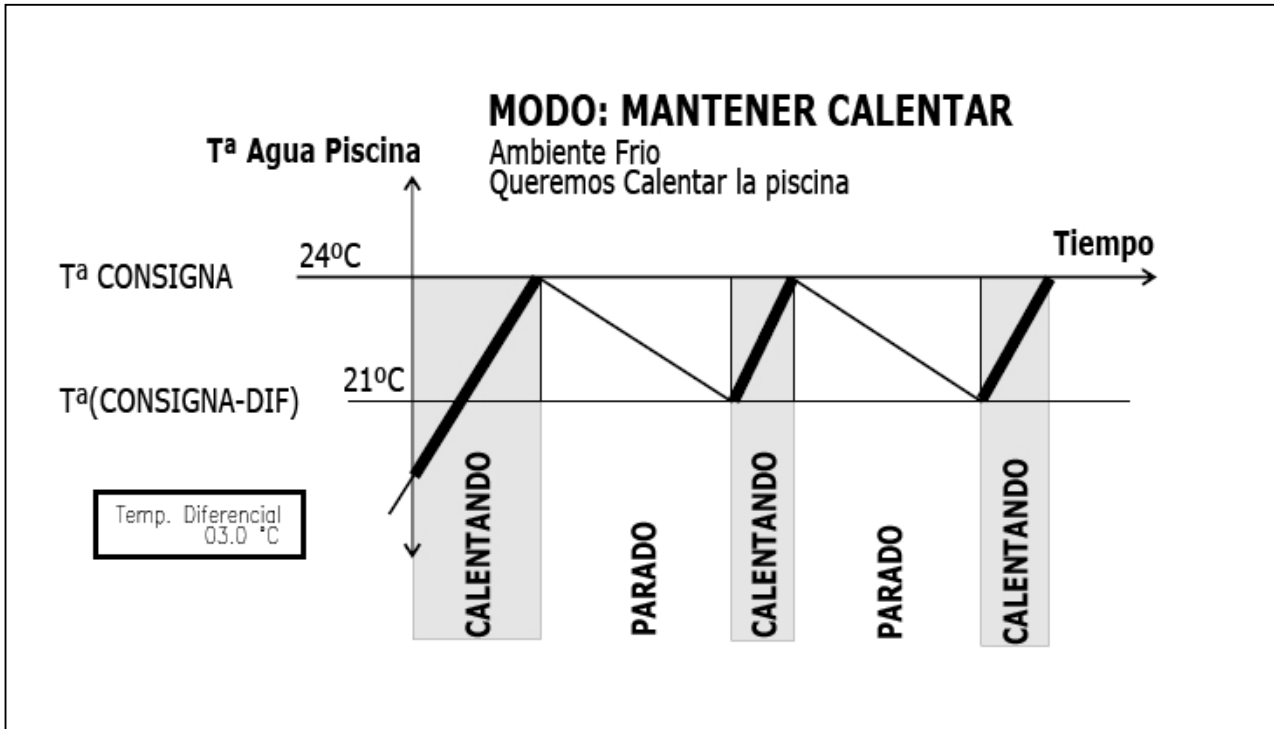 MODO: MANTENER CALENTAR
Tª Agua Piscina
Ambiente Frio
Queremos Calentar la piscina
Tiempo
24ºC
Tª CONSIGNA
21ºC
Tª(CONSIGNA-DIF)
Temp. Diferencial
03.0 °C
CALENTANDO
PARADO
CALENTANDO
PARADO
CALENTANDO